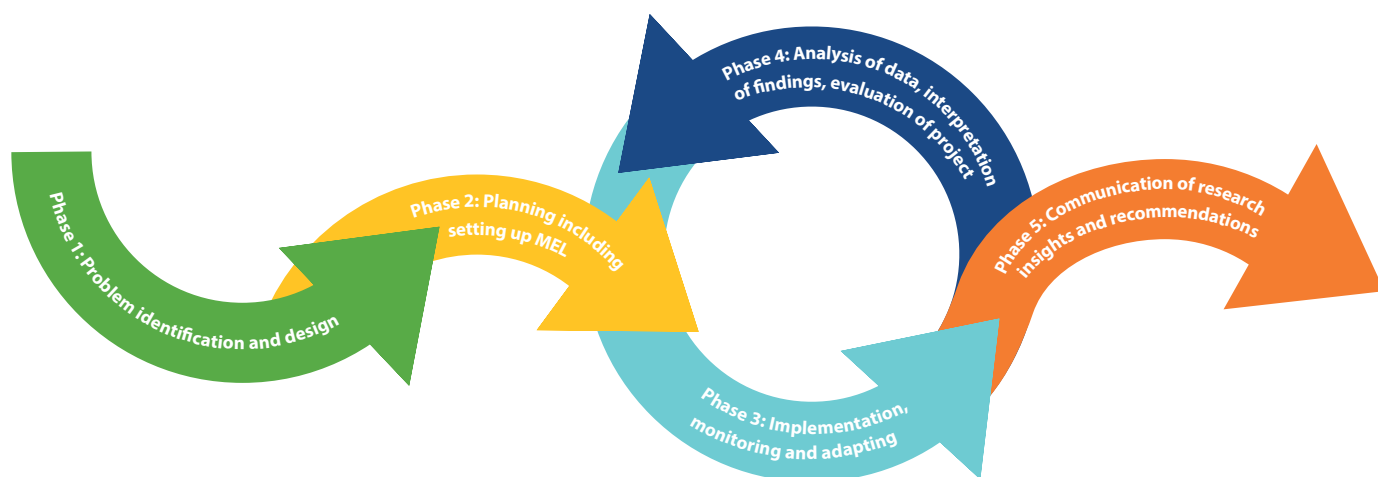 Phase 1: Problem identification and design
Phase 2: Planning including
setting up MEL
Phase 3: Implementation,
monitoring and adapting
Phase 4: Analysis of data, interpretation
of findings, evaluation of project
Phase 5: Communication of research
insights and recommendations